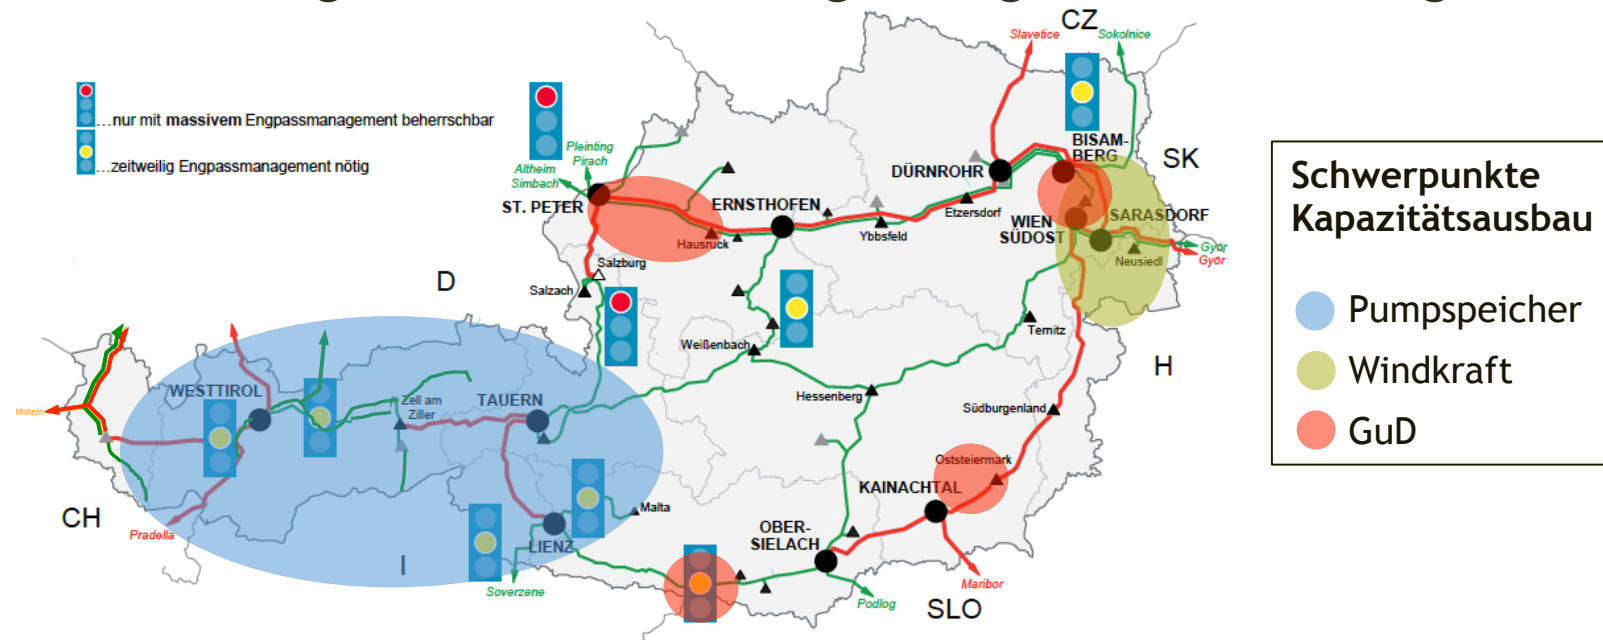 CZ
Slavetice
Sokolnice
...nur mit massivem Engpassmanagement beherrschbar
...zeitweilig Engpassmanagement nötig
Pleinting
Pirach
Altheim
Simbach
ST. PETER
ERNSTHOFEN
DÜRNROHR
BISAM-
BERG
SK
WIEN
SÜDOST
SARASDORF
Etzersdorf
Ybbsfeld
Hausruck
Neusiedl
Györ
Györ
Salzburg
Salzach
D
Ternitz
Weißenbach
H
Hessenberg
Südburgenland
WESTTIROL
Zell am
Ziller
TAUERN
Oststeiermark
KAINACHTAL
CH
Pradella
Malta
OBER-
SIELACH
LIENZ
I
Soverzene
Podlog
Maribor
SLO
Schwerpunkte
Kapazitätsausbau
Pumpspeicher
Windkraft
GuD